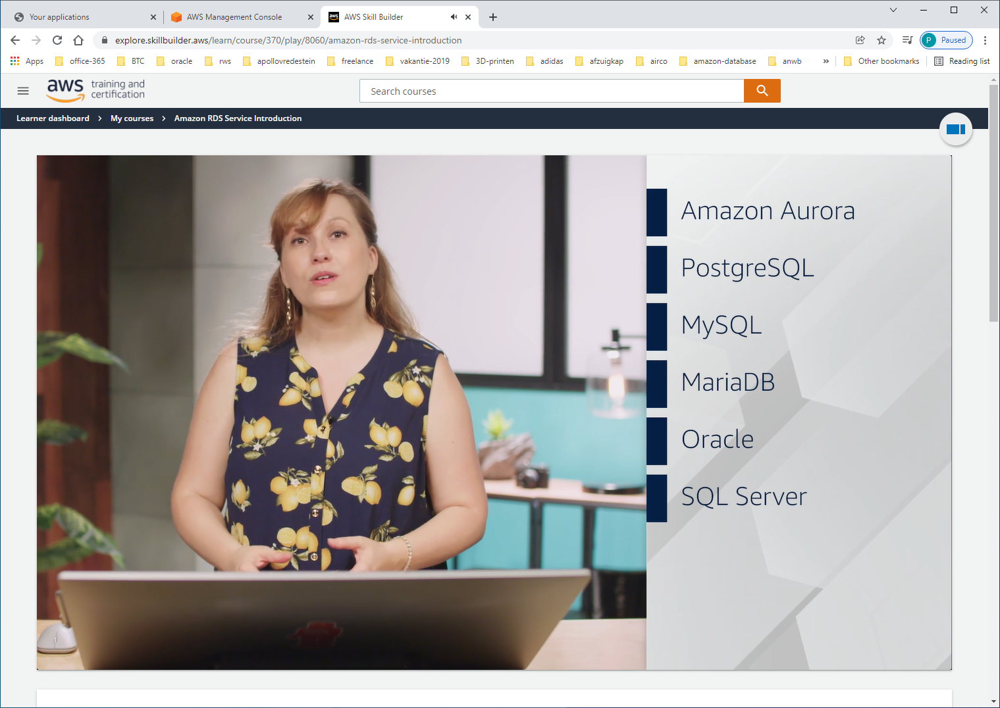 Your applications
AWS Management Console
aws
AWS Skill Builder
explore.skillbuilder.aws/learn/course/370/play/8060/amazon-rds-service-introduction
P
Paused
Apps
office-365
BTC
oracle
rws
apollovredestein
freelance
vakantie-2019
3D-printen
adidas
afzuigkap
airco
amazon-database
anwb
»
Other bookmarks
Reading list
aws
training and
certification
Search courses
Learner dashboard > My courses > Amazon RDS Service Introduction
Amazon Aurora
PostgreSQL
MySQL
MariaDB
Oracle
SQL Server